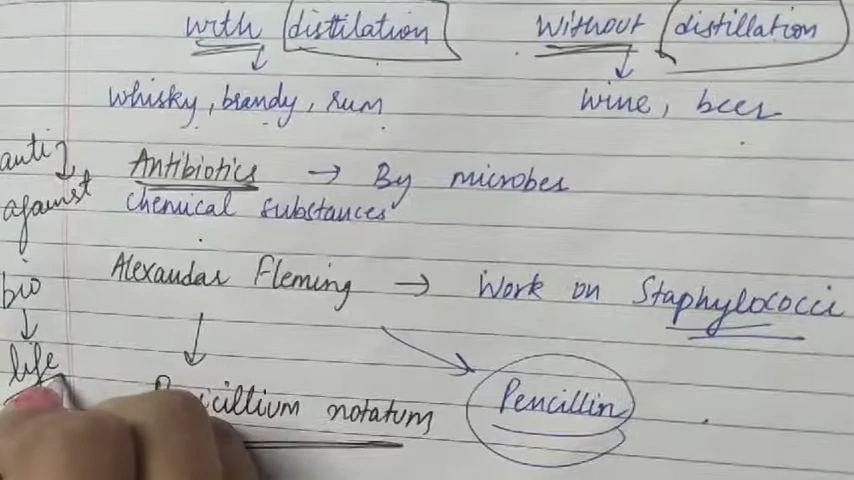 with distillation Without distillation
whisky, brandy, rum wine, beer
anti Antibiotics → By microbes
against chemical substances
Alexandar Fleming → Work on Staphylococci
bio
life notatum Pencillin